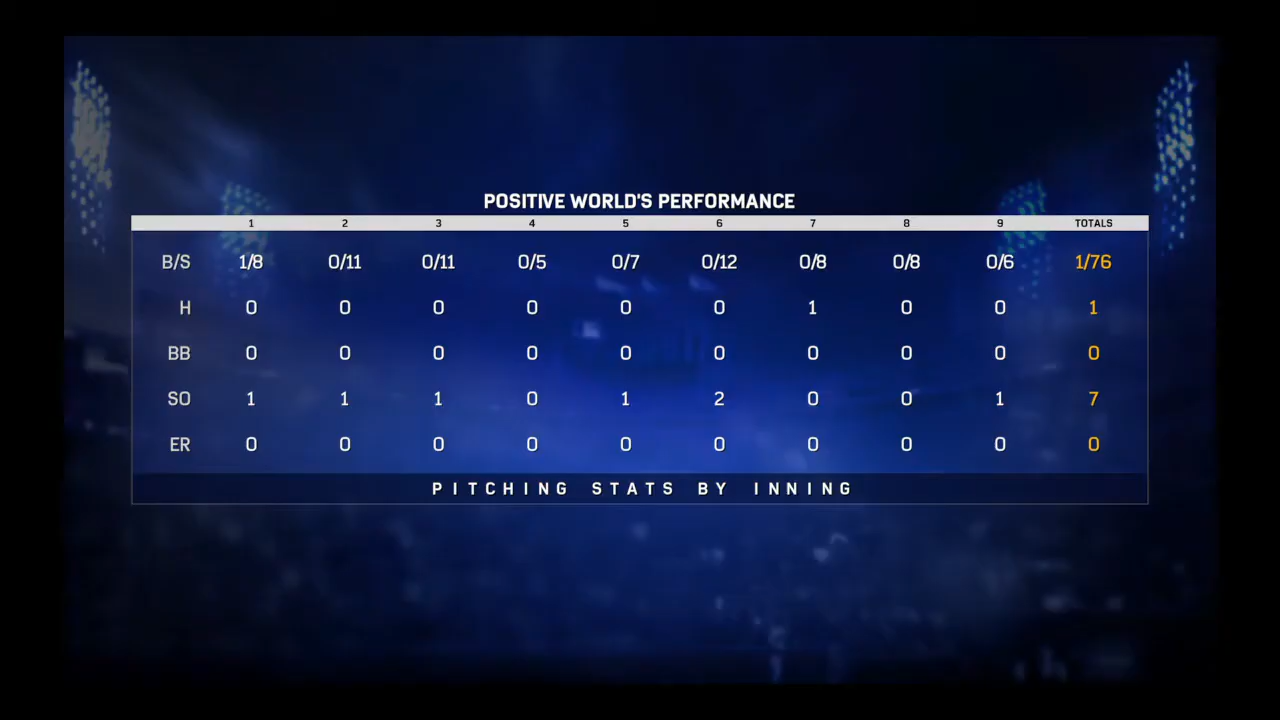 POSITIVE WORLD'S PERFORMANCE
1 2 3 4 5 6 7 8 9 TOTALS
B/S 1/8 0/11 0/11 0/5 0/7 0/12 0/8 0/8 0/6 1/76
H 0 0 0 0 0 0 1 0 0 1
BB 0 0 0 0 0 0 0 0 0 0
SO 1 1 1 0 1 2 0 0 1 7
ER 0 0 0 0 0 0 0 0 0 0
PITCHING STATS BY INNING